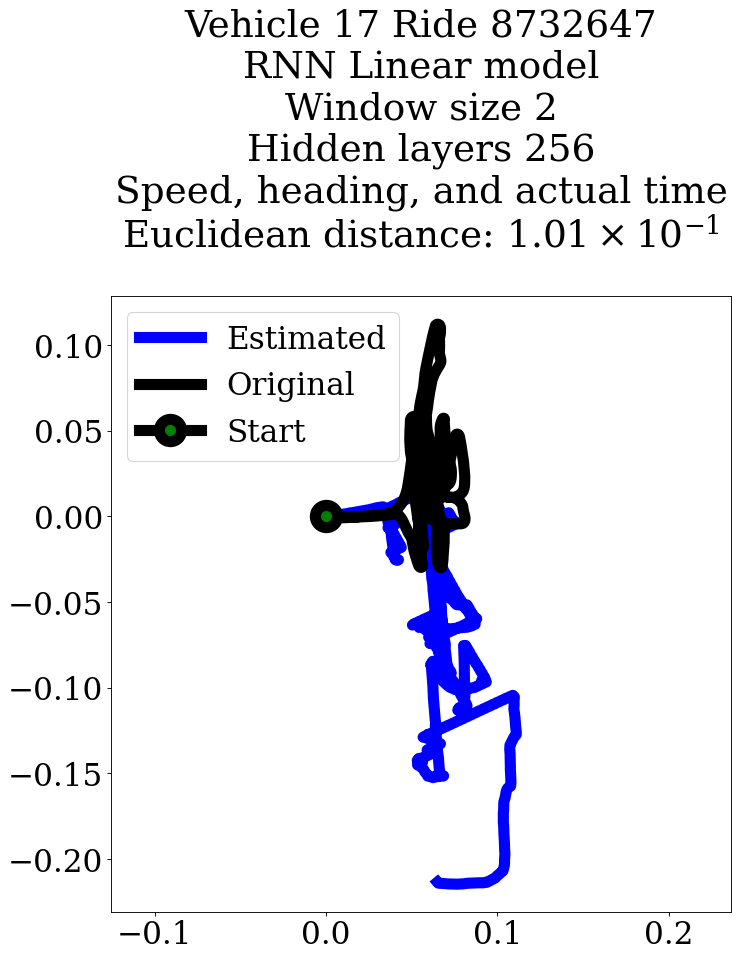 Vehicle 17 Ride 8732647
RNN Linear model
Window size 2
Hidden layers 256
Speed, heading, and actual time
Euclidean distance: 1.01 × 10⁻¹
Estimated
Original
Start
0.10
0.05
0.00
−0.05
−0.10
−0.15
−0.20
−0.1 0.0 0.1 0.2